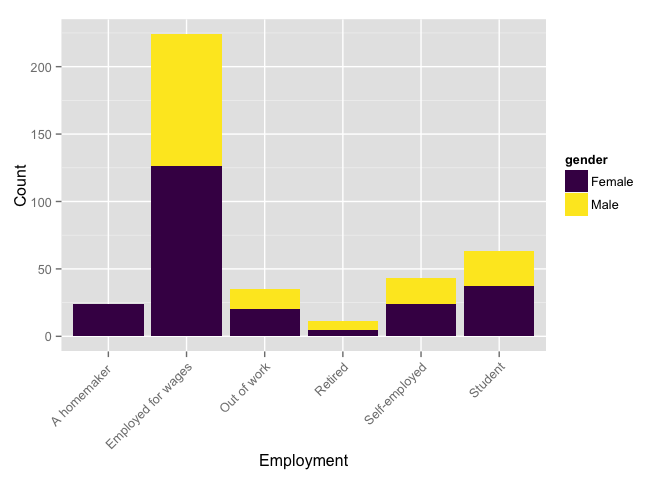 200
150
100
50
0
Count
A homemaker
Employed for wages
Out of work
Retired
Self-employed
Student
Employment
gender
Female
Male